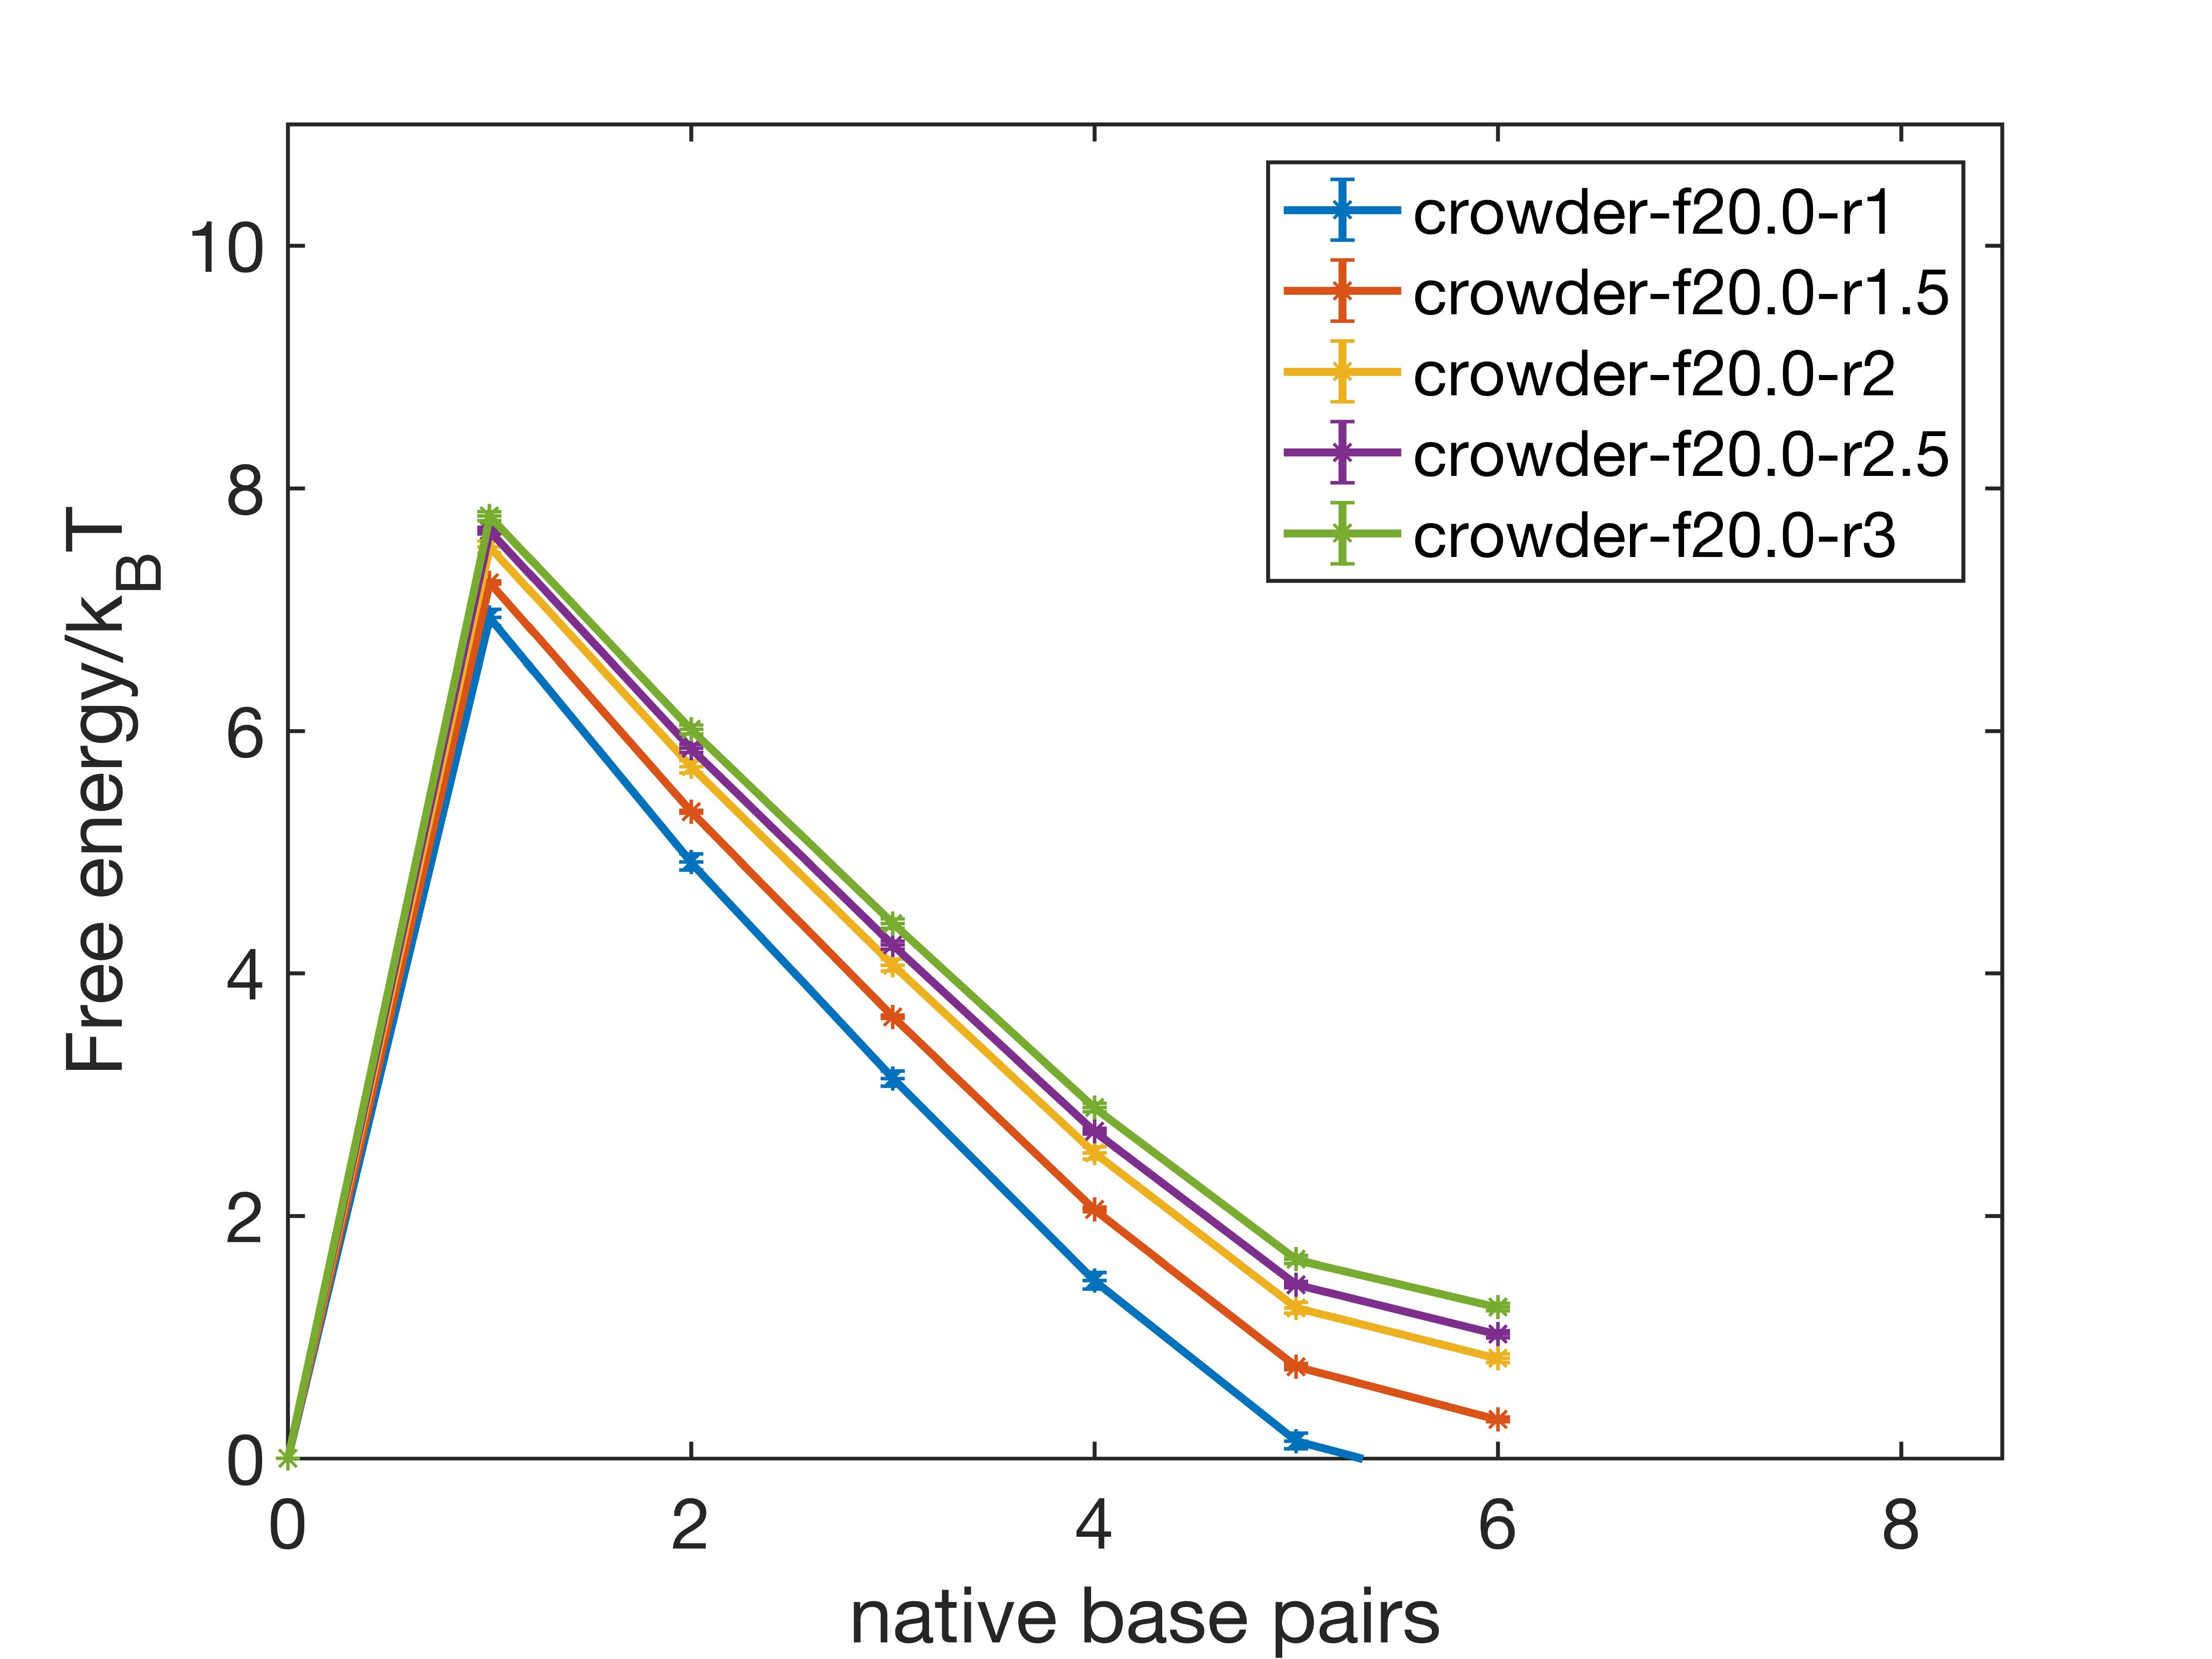 crowder-f20.0-r1
crowder-f20.0-r1.5
crowder-f20.0-r2
crowder-f20.0-r2.5
crowder-f20.0-r3
10
8
6
4
2
0
Free energy/k_BT
0 2 4 6 8
native base pairs